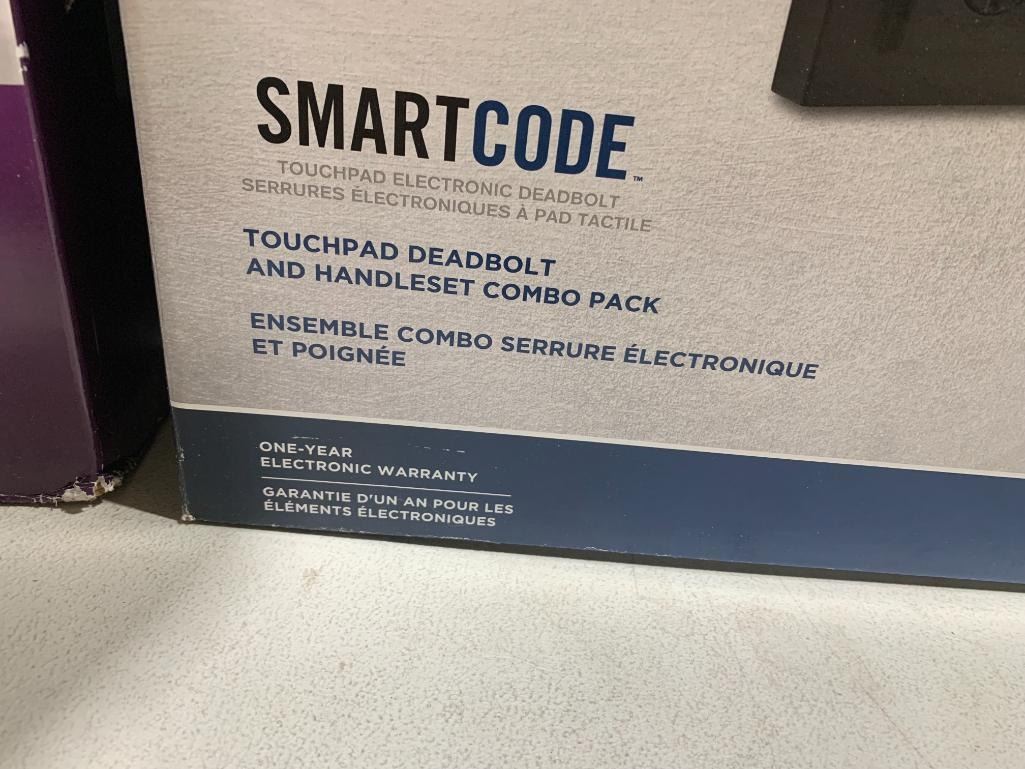 SMARTCODE™
TOUCHPAD ELECTRONIC DEADBOLT
SERRURES ÉLECTRONIQUES À PAD TACTILE
TOUCHPAD DEADBOLT
AND HANDLESET COMBO PACK
ENSEMBLE COMBO SERRURE ÉLECTRONIQUE
ET POIGNÉE
ONE-YEAR
ELECTRONIC WARRANTY
GARANTIE D'UN AN POUR LES
ÉLÉMENTS ÉLECTRONIQUES